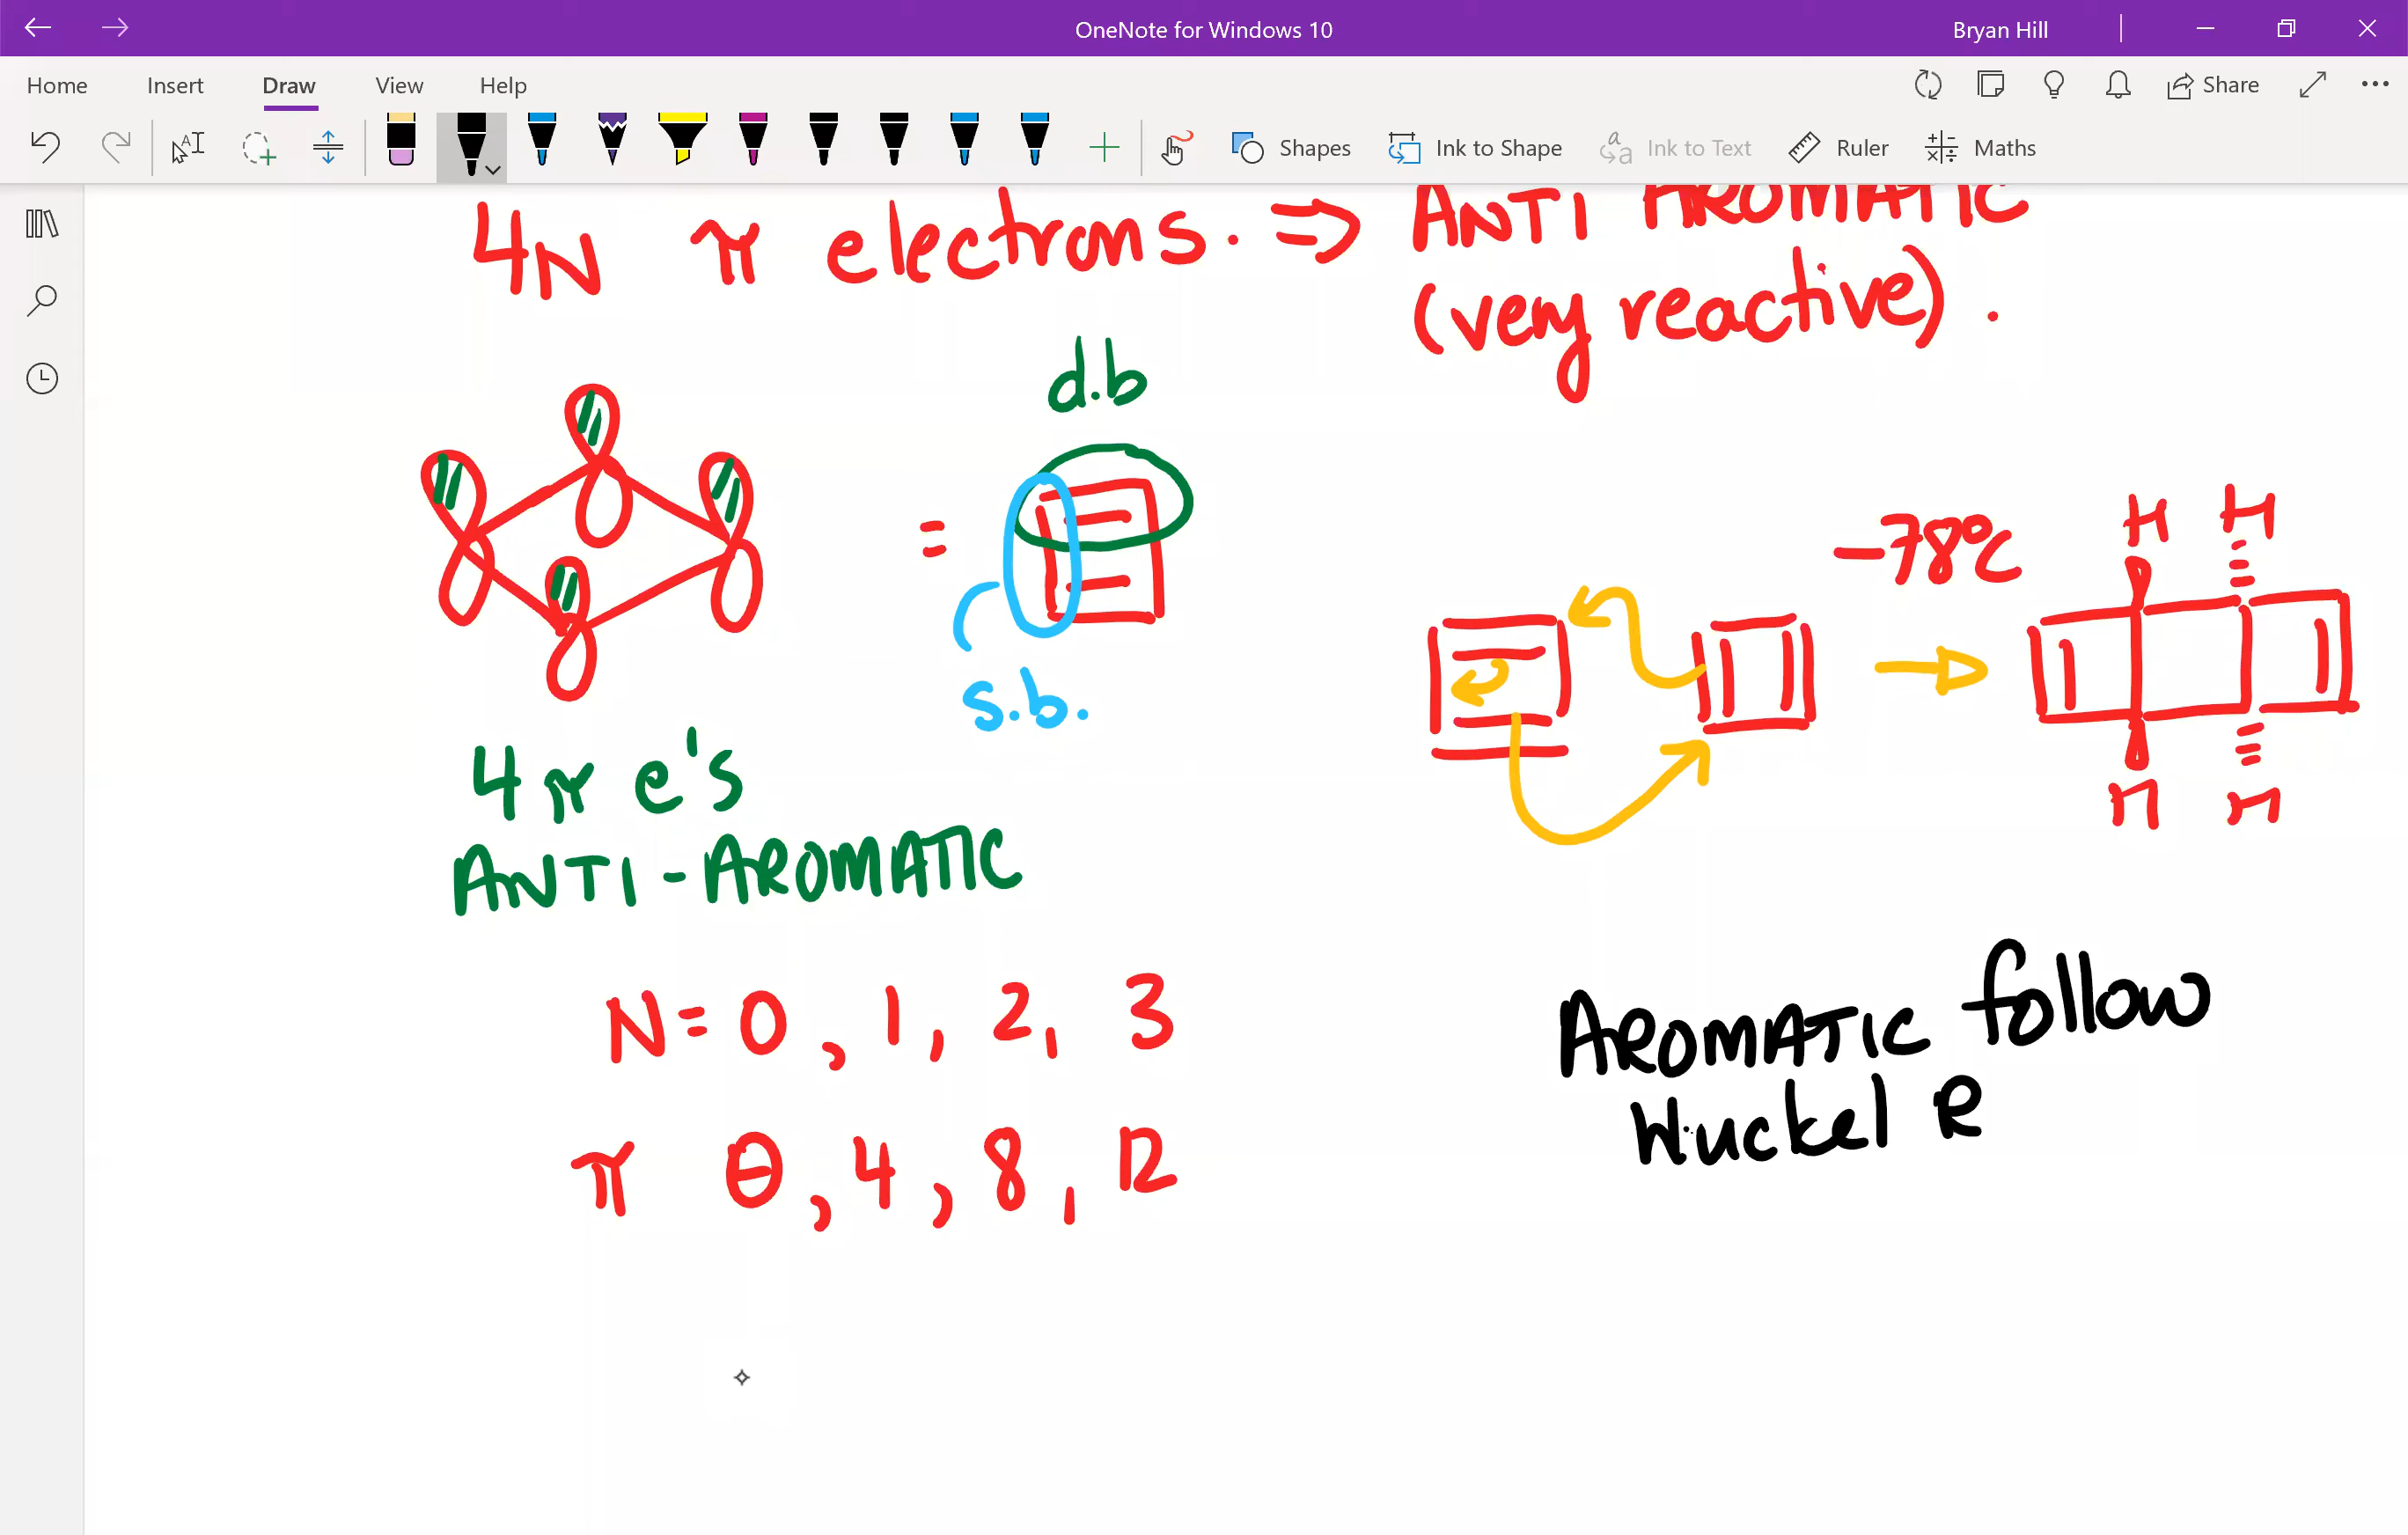 OneNote for Windows 10
Bryan Hill
Home Insert Draw View Help
Share
Shapes Ink to Shape Ink to Text Ruler Maths
4N π electrons. ⇒ ANTI AROMATIC
(very reactive).
d.b
=
s.b.
-78°C
H H
H H
4 π e's
ANTI-AROMATIC
N = 0, 1, 2, 3
π 0, 4, 8, 12
AROMATIC follow
Huckel R